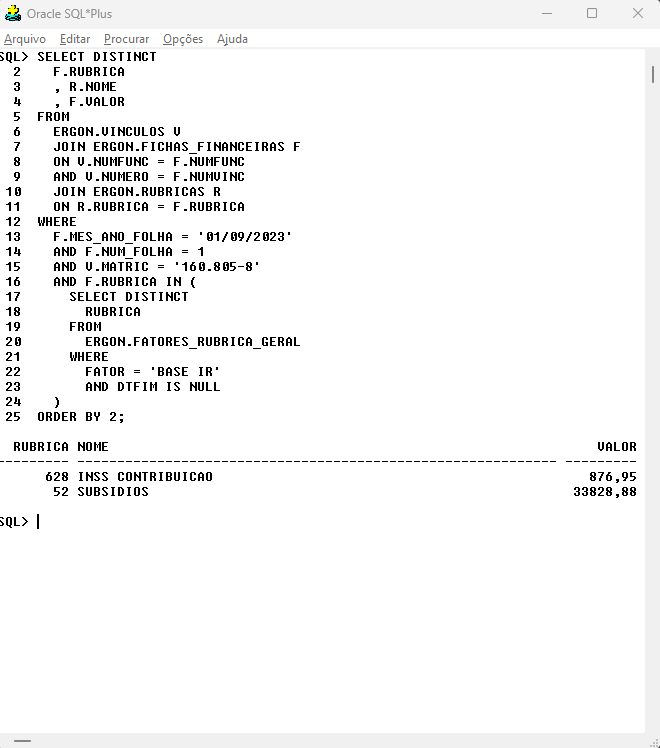 Oracle SQL*Plus
Arquivo Editar Procurar Opções Ajuda
SQL> SELECT DISTINCT
2 F.RUBRICA
3 , R.NOME
4 , F.VALOR
5 FROM
6 ERGON.VINCULOS V
7 JOIN ERGON.FICHAS_FINANCEIRAS F
8 ON V.NUMFUNC = F.NUMFUNC
9 AND V.NUMERO = F.NUMVINC
10 JOIN ERGON.RUBRICAS R
11 ON R.RUBRICA = F.RUBRICA
12 WHERE
13 F.MES_ANO_FOLHA = '01/09/2023'
14 AND F.NUM_FOLHA = 1
15 AND V.MATRIC = '160.805-8'
16 AND F.RUBRICA IN (
17 SELECT DISTINCT
18 RUBRICA
19 FROM
20 ERGON.FATORES_RUBRICA_GERAL
21 WHERE
22 FATOR = 'BASE IR'
23 AND DTFIM IS NULL
24 )
25 ORDER BY 2;
RUBRICA NOME VALOR
--------- ------------------------------------------------------------ ---------
628 INSS CONTRIBUICAO 876,95
52 SUBSIDIOS 33828,88
SQL>